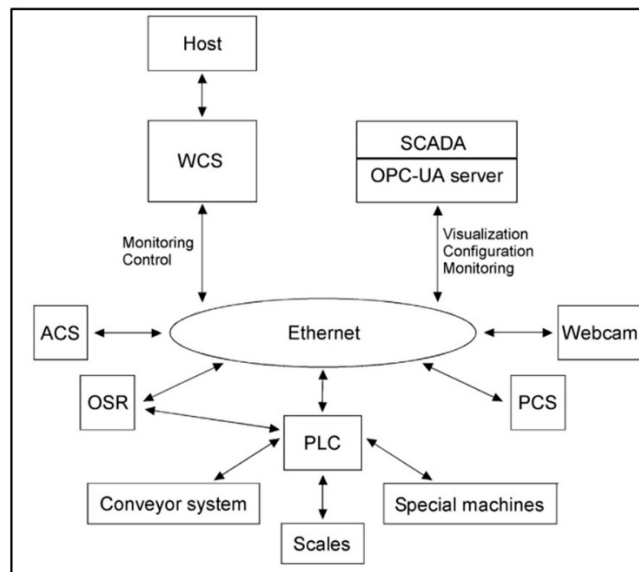 Host
WCS
SCADA
OPC-UA server
Monitoring
Control
Visualization
Configuration
Monitoring
ACS
Ethernet
Webcam
OSR
PLC
PCS
Conveyor system
Special machines
Scales